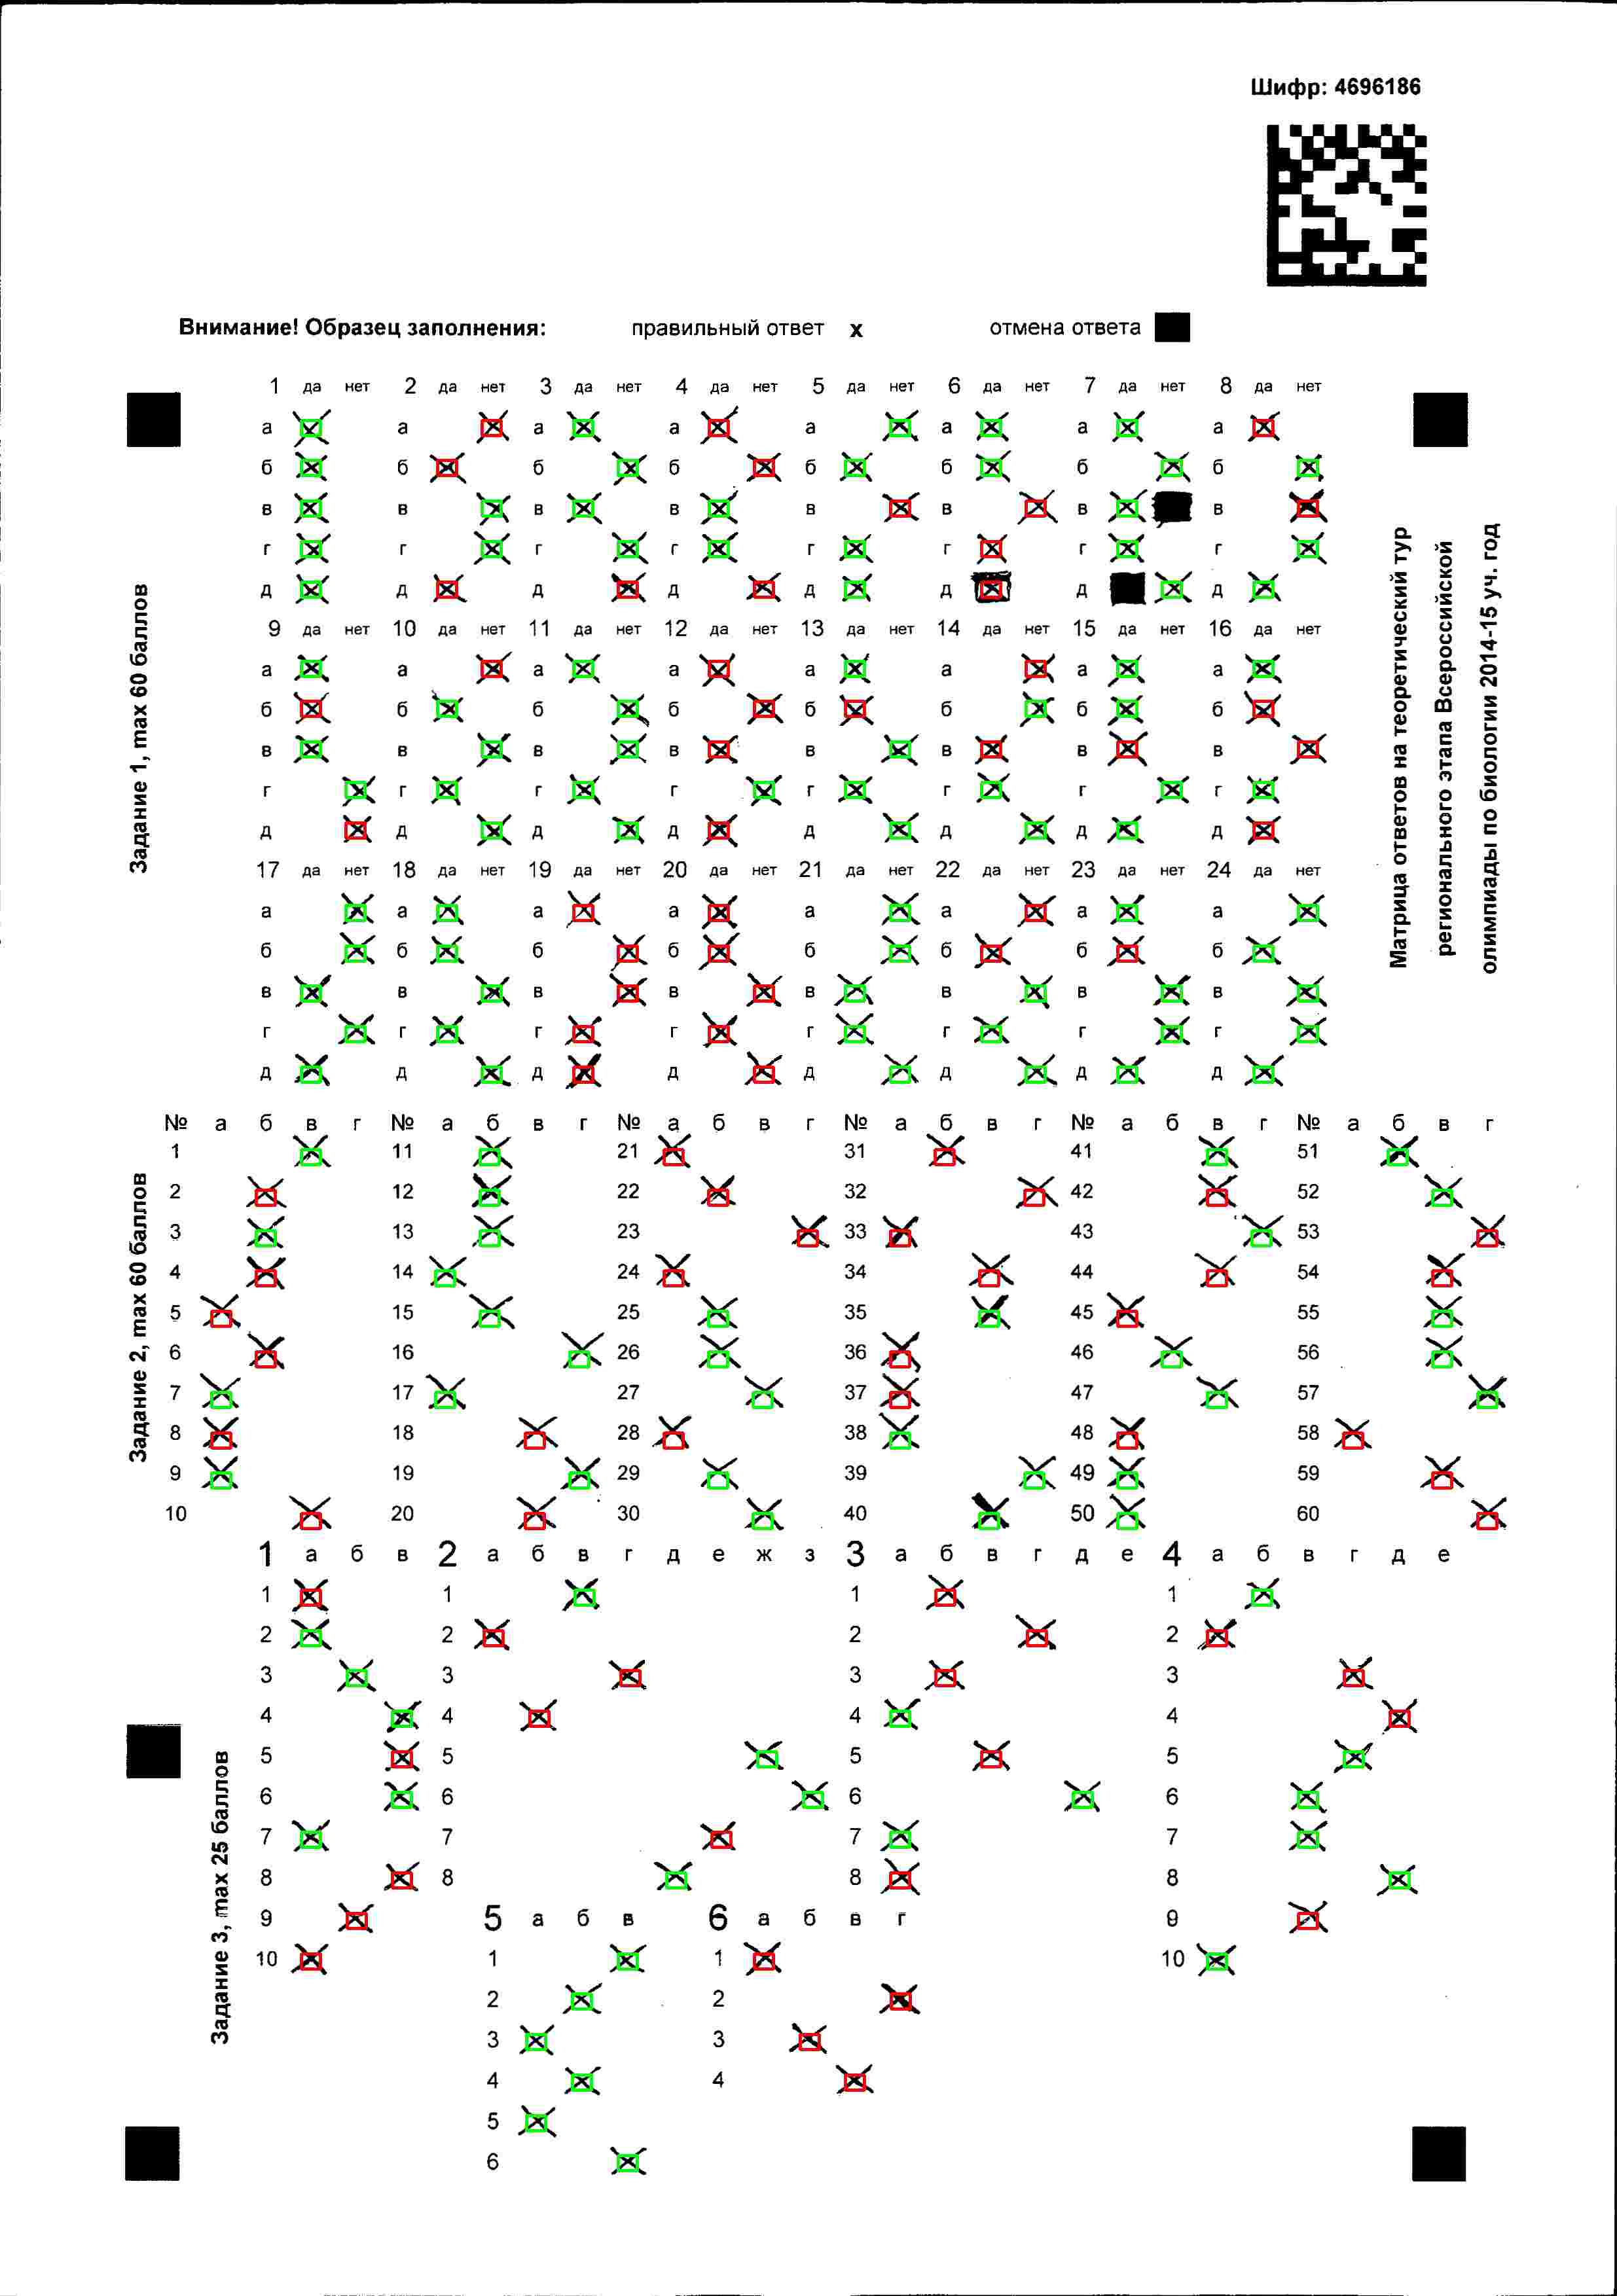 Шифр: 4696186
Внимание! Образец заполнения: правильный ответ x отмена ответа
1 да нет 2 да нет 3 да нет 4 да нет 5 да нет 6 да нет 7 да нет 8 да нет
а а а а а а а а
б б б б б б б б
в в в в в в в в
г г г г г г г г
д д д д д д д д
9 да нет 10 да нет 11 да нет 12 да нет 13 да нет 14 да нет 15 да нет 16 да нет
а а а а а а а а
б б б б б б б б
в в в в в в в в
г г г г г г г г
д д д д д д д д
17 да нет 18 да нет 19 да нет 20 да нет 21 да нет 22 да нет 23 да нет 24 да нет
а а а а а а а а
б б б б б б б б
в в в в в в в в
г г г г г г г г
д д д д д д д д
Задание 1, max 60 баллов
Матрица ответов на теоретический тур
регионального этапа Всероссийской
олимпиады по биологии 2014-15 уч. год
№ а б в г № а б в г № а б в г № а б в г № а б в г № а б в г
1 11 21 31 41 51
2 12 22 32 42 52
3 13 23 33 43 53
4 14 24 34 44 54
5 15 25 35 45 55
6 16 26 36 46 56
7 17 27 37 47 57
8 18 28 38 48 58
9 19 29 39 49 59
10 20 30 40 50 60
Задание 2, max 60 баллов
1 а б в 2 а б в г д е ж з 3 а б в г д е 4 а б в г д е
1 1 1 1
2 2 2 2
3 3 3 3
4 4 4 4
5 5 5 5
6 6 6 6
7 7 7 7
8 8 8 8
9 5 а б в 6 а б в г 9
10 1 1 10
2 2
3 3
4 4
5
6
Задание 3, max 25 баллов